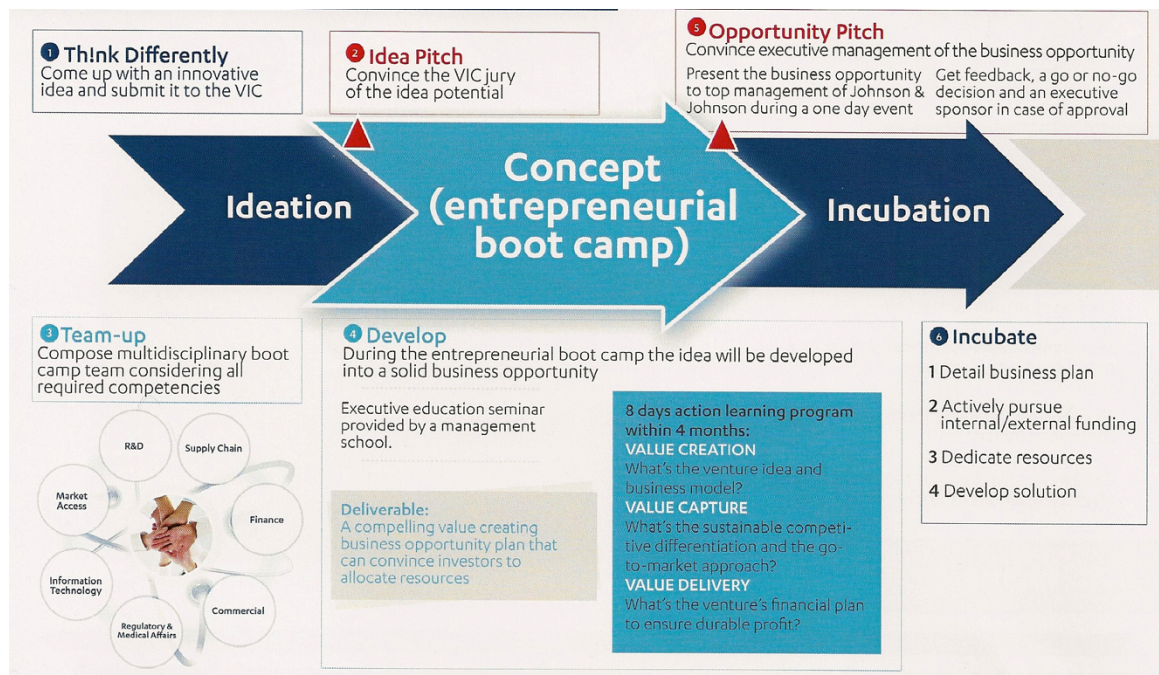 1 Th!nk Differently
Come up with an innovative
idea and submit it to the VIC
2 Idea Pitch
Convince the VIC jury
of the idea potential
5 Opportunity Pitch
Convince executive management of the business opportunity
Present the business opportunity
to top management of Johnson &
Johnson during a one day event
Get feedback, a go or no-go
decision and an executive
sponsor in case of approval
Ideation
Concept
(entrepreneurial
boot camp)
Incubation
3 Team-up
Compose multidisciplinary boot
camp team considering all
required competencies
R&D
Supply Chain
Market
Access
Finance
Information
Technology
Commercial
Regulatory &
Medical Affairs
4 Develop
During the entrepreneurial boot camp the idea will be developed
into a solid business opportunity
Executive education seminar
provided by a management
school.
Deliverable:
A compelling value creating
business opportunity plan that
can convince investors to
allocate resources
8 days action learning program
within 4 months:
VALUE CREATION
What's the venture idea and
business model?
VALUE CAPTURE
What's the sustainable competi-
tive differentiation and the go-
to-market approach?
VALUE DELIVERY
What's the venture's financial plan
to ensure durable profit?
6 Incubate
1 Detail business plan
2 Actively pursue
internal/external funding
3 Dedicate resources
4 Develop solution